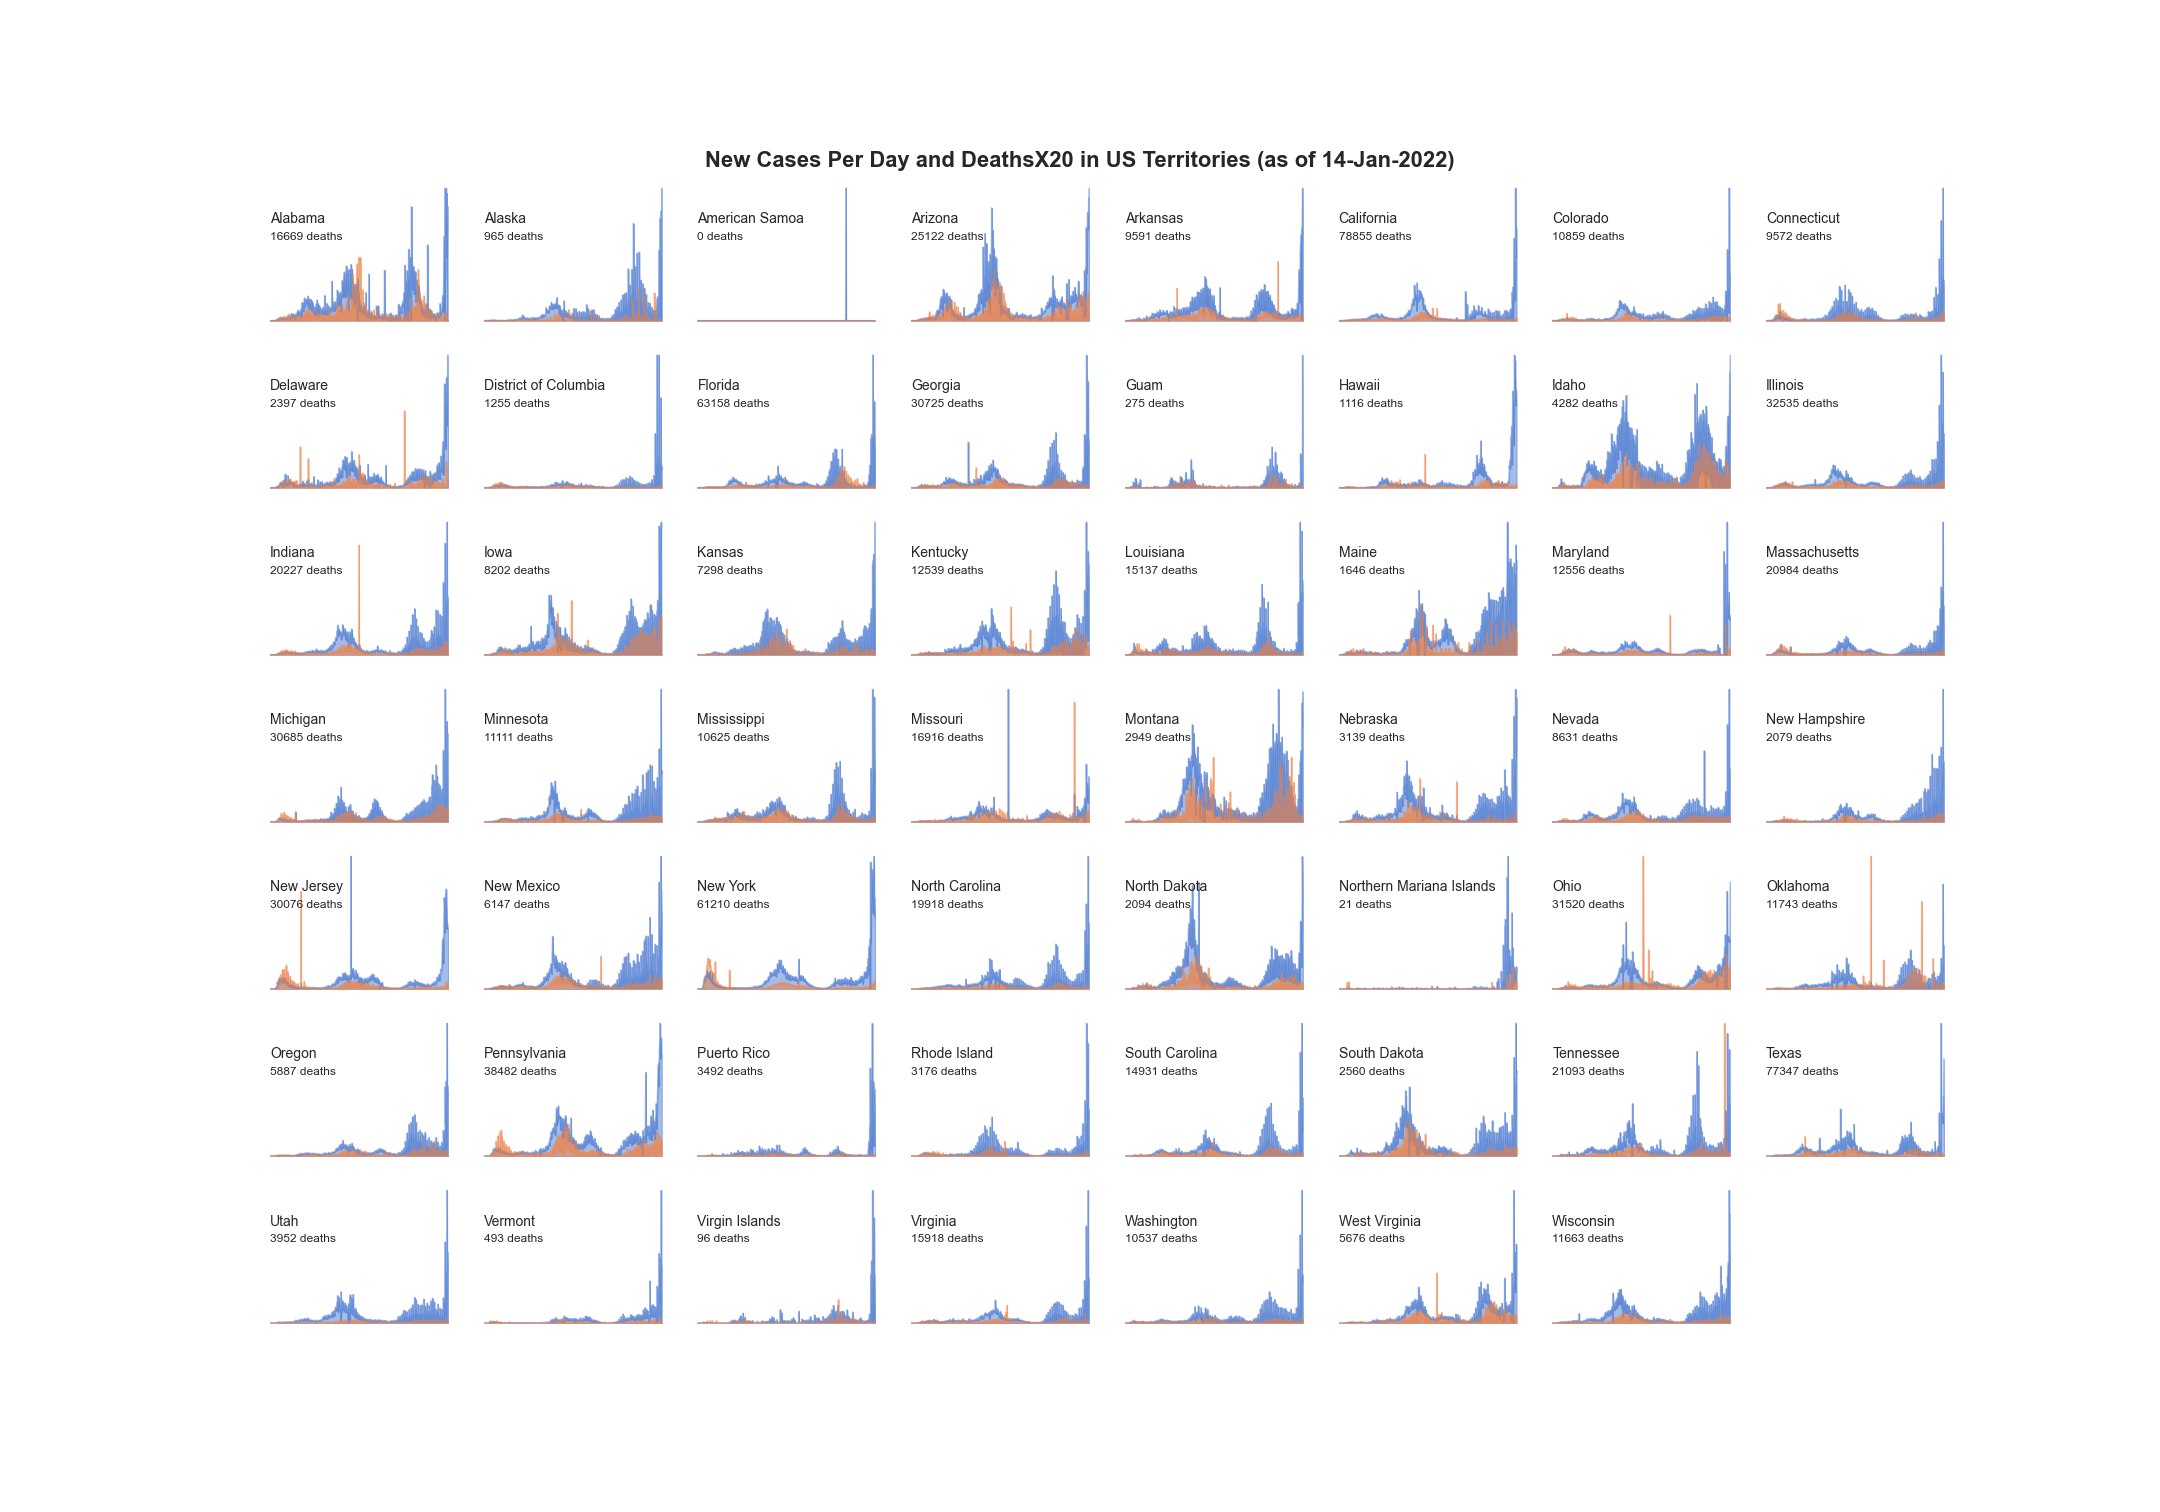 New Cases Per Day and DeathsX20 in US Territories (as of 14-Jan-2022)
Alabama
16669 deaths
Alaska
965 deaths
American Samoa
0 deaths
Arizona
25122 deaths
Arkansas
9591 deaths
California
78855 deaths
Colorado
10859 deaths
Connecticut
9572 deaths
Delaware
2397 deaths
District of Columbia
1255 deaths
Florida
63158 deaths
Georgia
30725 deaths
Guam
275 deaths
Hawaii
1116 deaths
Idaho
4282 deaths
Illinois
32535 deaths
Indiana
20227 deaths
Iowa
8202 deaths
Kansas
7298 deaths
Kentucky
12539 deaths
Louisiana
15137 deaths
Maine
1646 deaths
Maryland
12556 deaths
Massachusetts
20984 deaths
Michigan
30685 deaths
Minnesota
11111 deaths
Mississippi
10625 deaths
Missouri
16916 deaths
Montana
2949 deaths
Nebraska
3139 deaths
Nevada
8631 deaths
New Hampshire
2079 deaths
New Jersey
30076 deaths
New Mexico
6147 deaths
New York
61210 deaths
North Carolina
19918 deaths
North Dakota
2094 deaths
Northern Mariana Islands
21 deaths
Ohio
31520 deaths
Oklahoma
11743 deaths
Oregon
5887 deaths
Pennsylvania
38482 deaths
Puerto Rico
3492 deaths
Rhode Island
3176 deaths
South Carolina
14931 deaths
South Dakota
2560 deaths
Tennessee
21093 deaths
Texas
77347 deaths
Utah
3952 deaths
Vermont
493 deaths
Virgin Islands
96 deaths
Virginia
15918 deaths
Washington
10537 deaths
West Virginia
5676 deaths
Wisconsin
11663 deaths